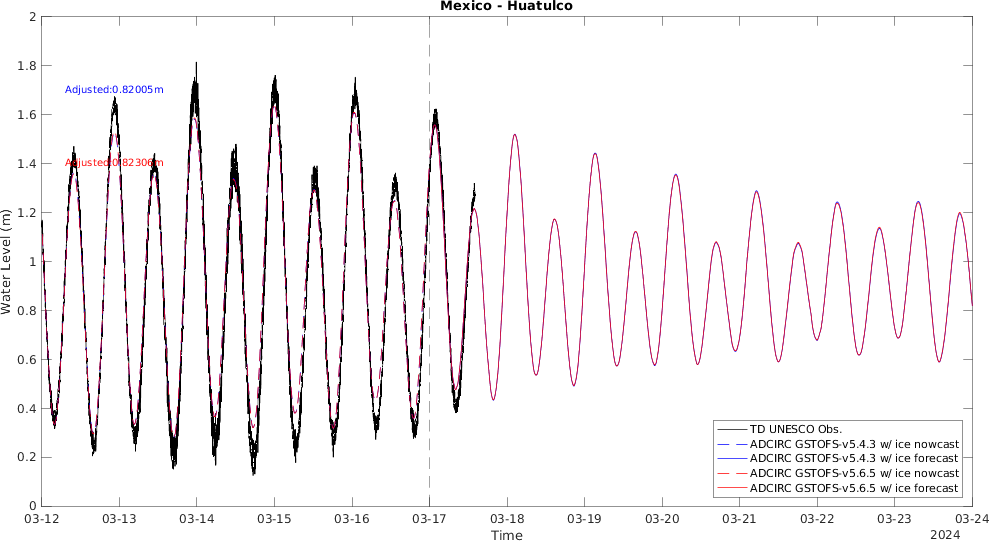 Mexico - Huatulco
2
1.8
1.6
1.4
1.2
1
0.8
0.6
0.4
0.2
0
Water Level (m)
Adjusted:0.82005m
Adjusted:0.82306m
TD UNESCO Obs.
ADCIRC GSTOFS-v5.4.3 w/ ice nowcast
ADCIRC GSTOFS-v5.4.3 w/ ice forecast
ADCIRC GSTOFS-v5.6.5 w/ ice nowcast
ADCIRC GSTOFS-v5.6.5 w/ ice forecast
03-12 03-13 03-14 03-15 03-16 03-17 03-18 03-19 03-20 03-21 03-22 03-23 03-24
Time
2024